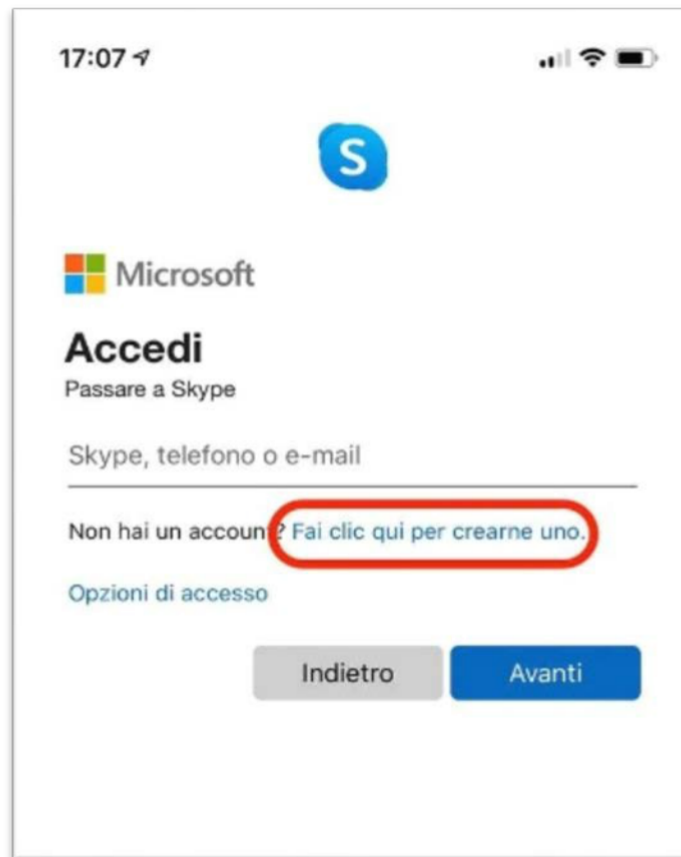 17:07
S
Microsoft
Accedi
Passare a Skype
Skype, telefono o e-mail
Non hai un account? Fai clic qui per crearne uno.
Opzioni di accesso
Indietro
Avanti